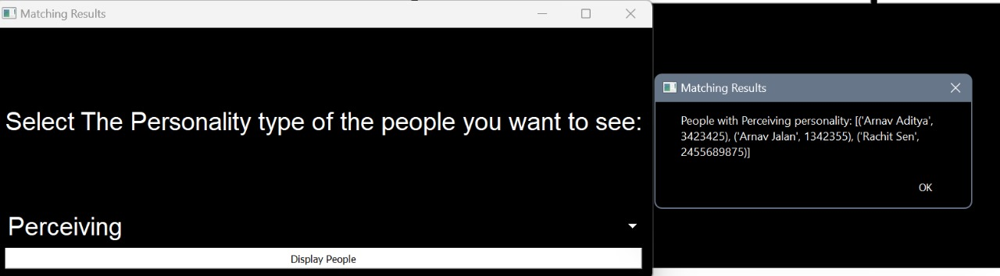 Matching Results
Select The Personality type of the people you want to see:
Perceiving
Display People
Matching Results
People with Perceiving personality: [('Arnav Aditya',
3423425), ('Arnav Jalan', 1342355), ('Rachit Sen',
2455689875)]
OK